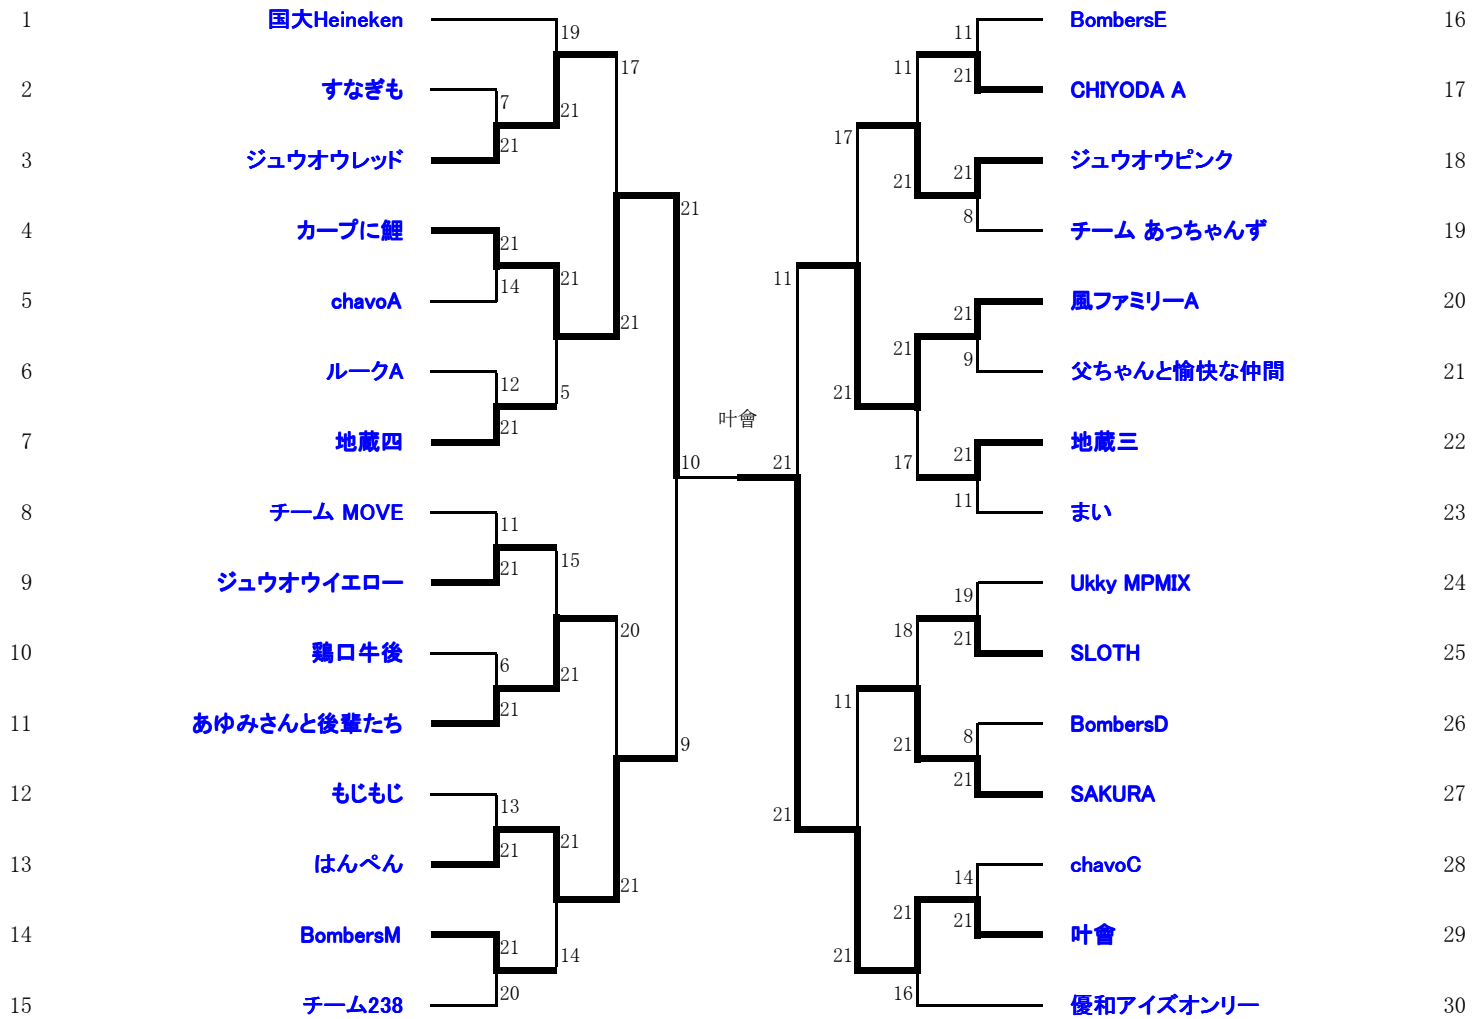 1 国大Heineken
19
17
2 すなぎも
7
21
21
3 ジュウオウレッド
21
4 カープに鯉
21
21
14
21
21
5 chavoA
6 ルークA
12
5
21
7 地蔵四
10
8 チーム MOVE
11
15
21
9 ジュウオウイエロー
20
10 鶏口牛後
6
21
21
11 あゆみさんと後輩たち
9
12 もじもじ
13
21
21
13 はんぺん
21
14 BombersM
21
14
20
15 チーム238
叶會
BombersE 16
11
11
21
CHIYODA A 17
17
ジュウオウピンク 18
21
21
8
チーム あっちゃんず 19
11
風ファミリーA 20
21
21
9
父ちゃんと愉快な仲間 21
21
地蔵三 22
21
17
21
11
まい 23
Ukky MPMIX 24
19
18
21
SLOTH 25
11
BombersD 26
8
21
21
SAKURA 27
21
chavoC 28
14
21
21
叶會 29
21
16
優和アイズオンリー 30